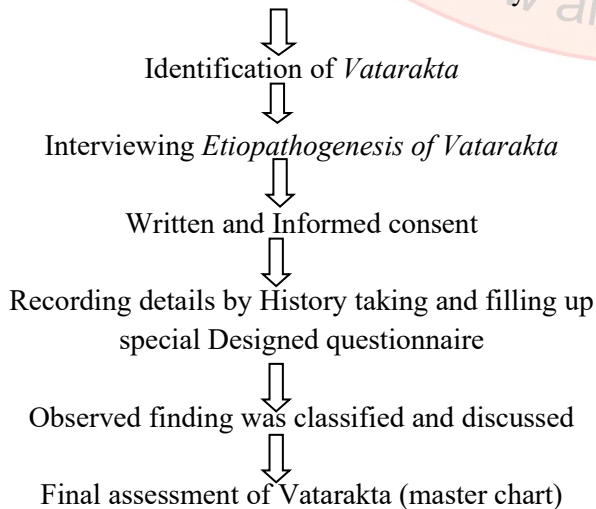 Identification of Vatarakta
Interviewing Etiopathogenesis of Vatarakta
Written and Informed consent
Recording details by History taking and filling up
special Designed questionnaire
Observed finding was classified and discussed
Final assessment of Vatarakta (master chart)